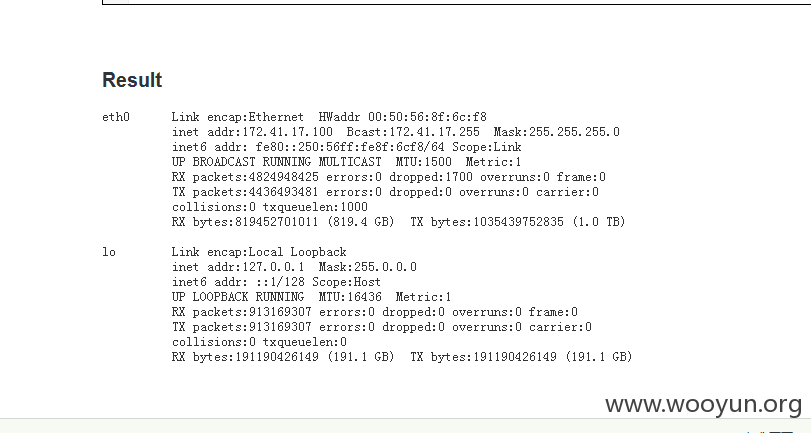 Result
eth0 Link encap:Ethernet HWaddr 00:50:56:8f:6c:f8
inet addr:172.41.17.100 Bcast:172.41.17.255 Mask:255.255.255.0
inet6 addr: fe80::250:56ff:fe8f:6cf8/64 Scope:Link
UP BROADCAST RUNNING MULTICAST MTU:1500 Metric:1
RX packets:4824948425 errors:0 dropped:1700 overruns:0 frame:0
TX packets:4436493481 errors:0 dropped:0 overruns:0 carrier:0
collisions:0 txqueuelen:1000
RX bytes:819452701011 (819.4 GB) TX bytes:1035439752835 (1.0 TB)
lo Link encap:Local Loopback
inet addr:127.0.0.1 Mask:255.0.0.0
inet6 addr: ::1/128 Scope:Host
UP LOOPBACK RUNNING MTU:16436 Metric:1
RX packets:913169307 errors:0 dropped:0 overruns:0 frame:0
TX packets:913169307 errors:0 dropped:0 overruns:0 carrier:0
collisions:0 txqueuelen:0
RX bytes:191190426149 (191.1 GB) TX bytes:191190426149 (191.1 GB)
www.wooyun.org